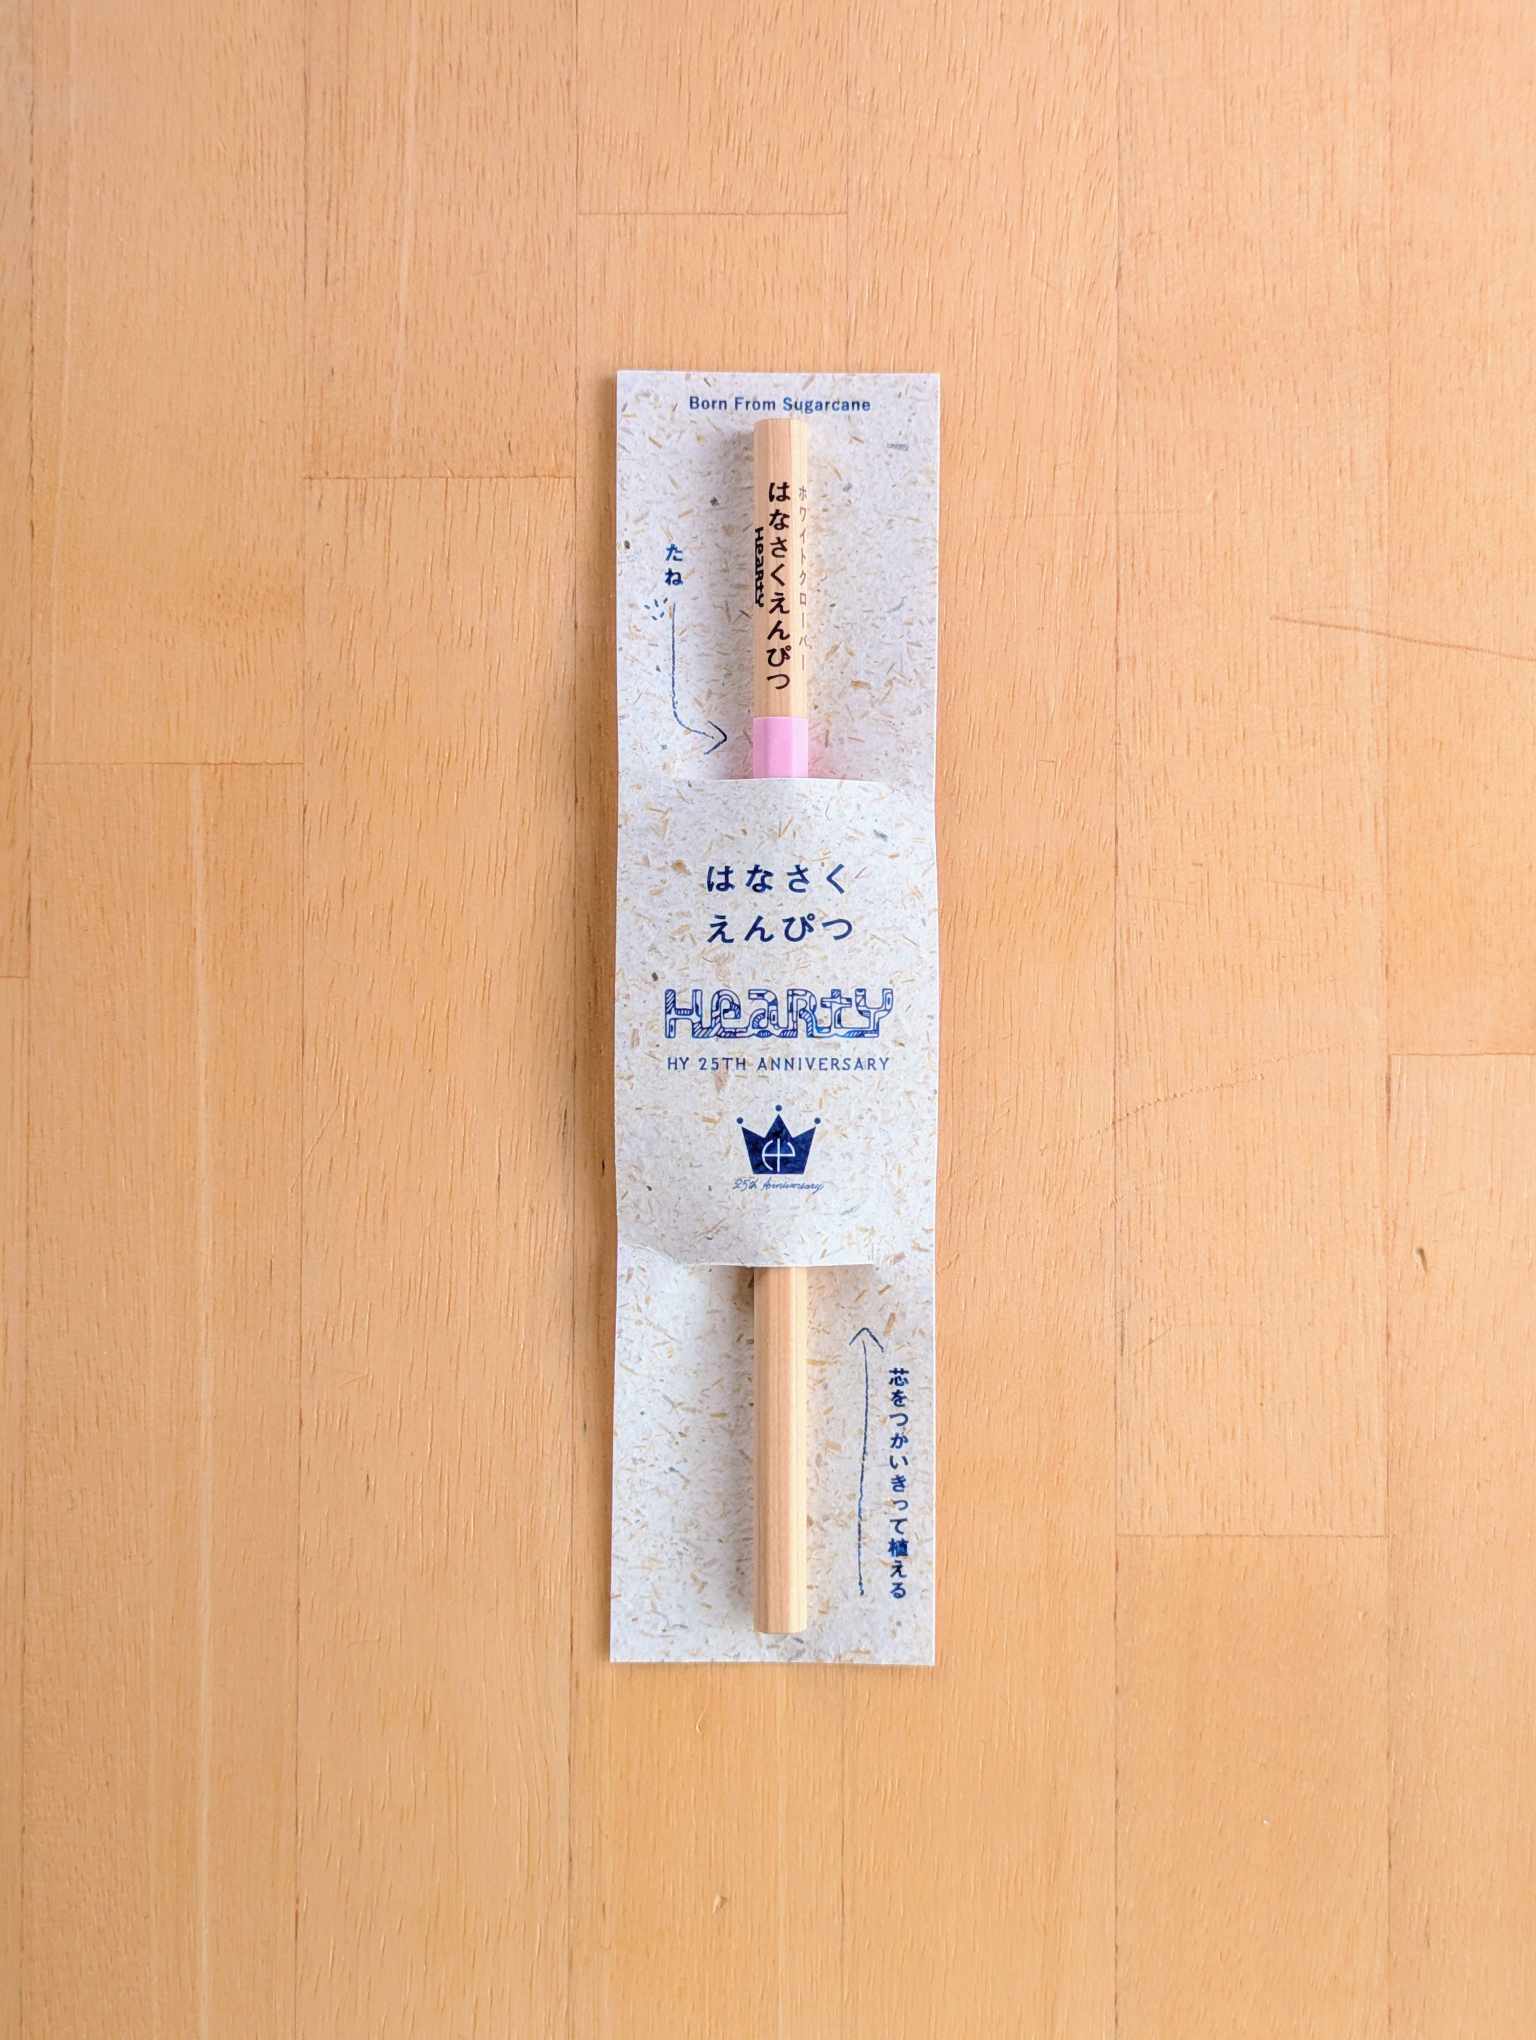 Born From Sugarcane
ホワイトクローバー
はなさくえんぴつ
HeaRtY
たね
はなさく
えんぴつ
HeaRtY
HY 25TH ANNIVERSARY
25th Anniversary
芯をつかいきって植える